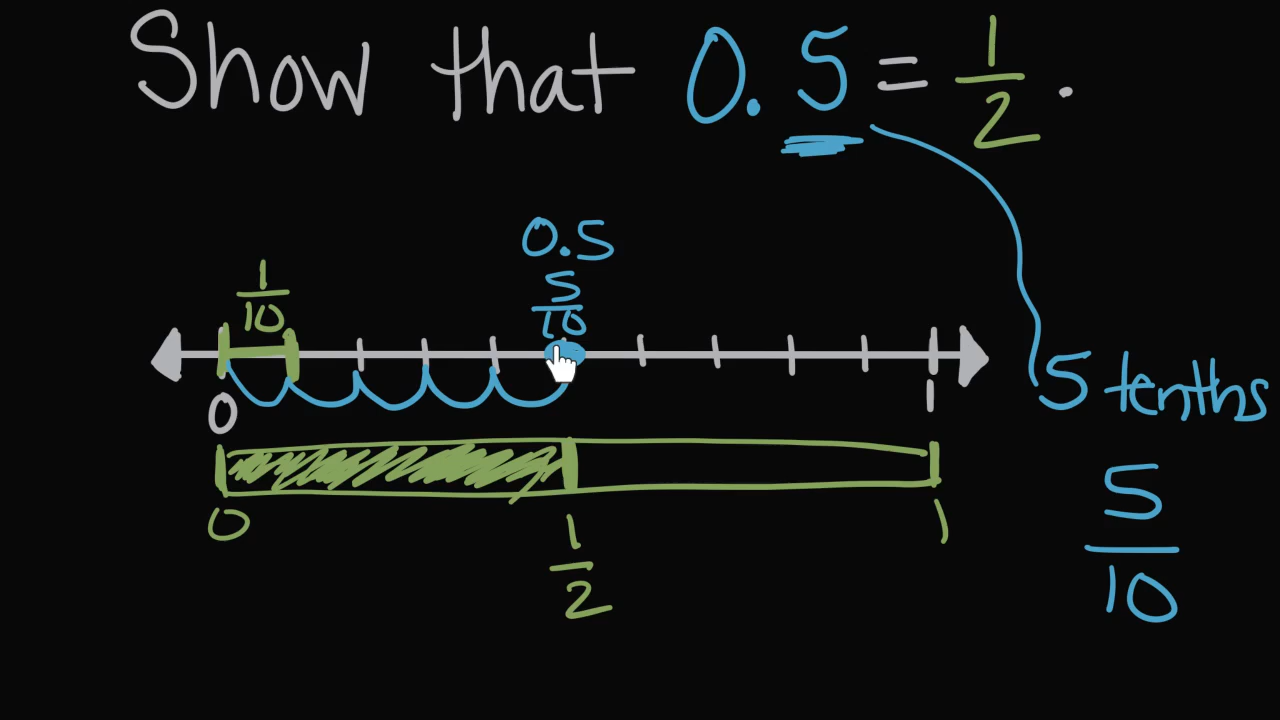 Show that 0.5 = 1/2.
0.5
5/10
1/10
0 1
5 tenths
5/10
0 1/2 1